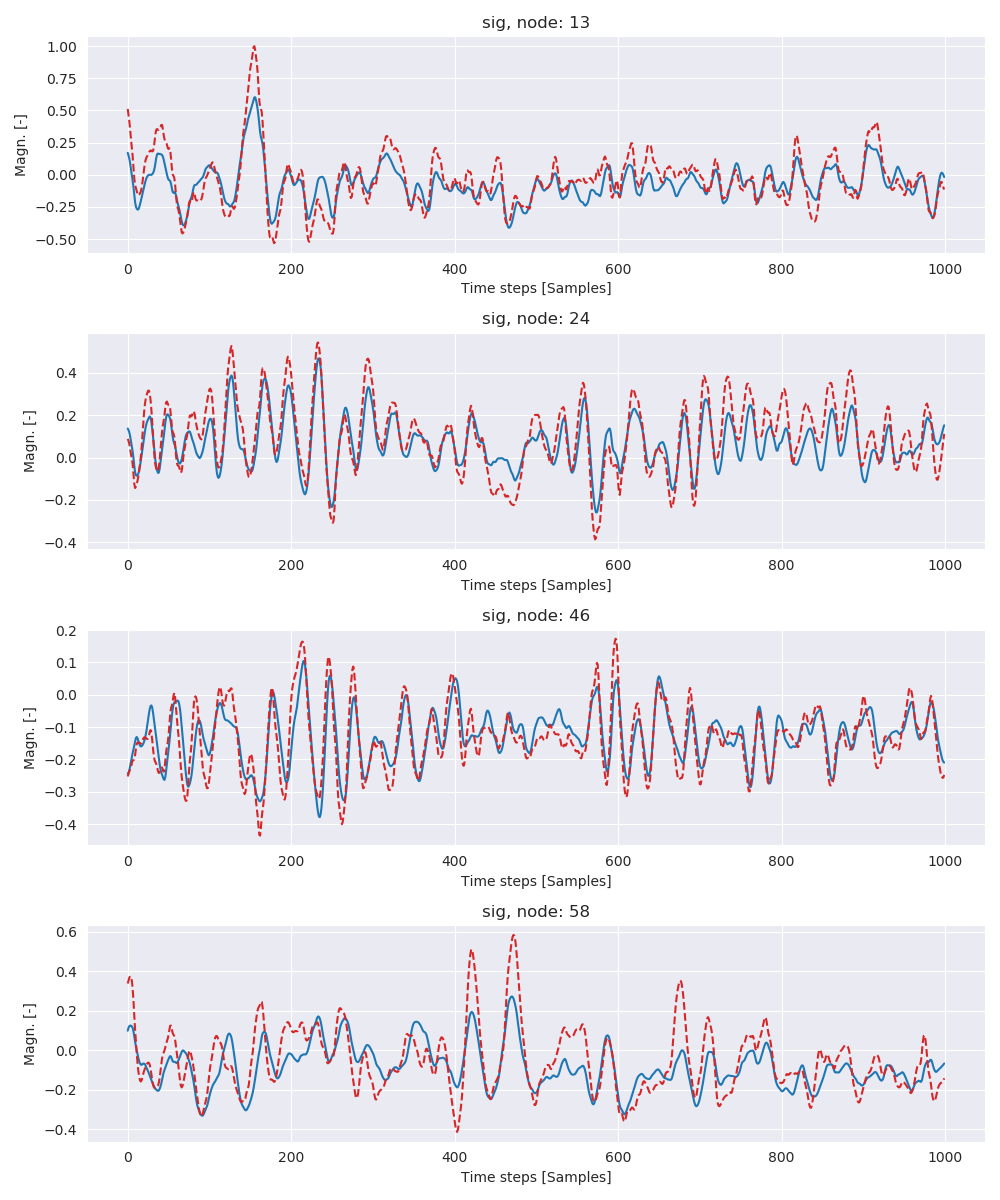 sig, node: 13
1.00
0.75
0.50
0.25
0.00
−0.25
−0.50
Magn. [-]
0 200 400 600 800 1000
Time steps [Samples]
sig, node: 24
0.4
0.2
0.0
−0.2
−0.4
Magn. [-]
0 200 400 600 800 1000
Time steps [Samples]
sig, node: 46
0.2
0.1
0.0
−0.1
−0.2
−0.3
−0.4
Magn. [-]
0 200 400 600 800 1000
Time steps [Samples]
sig, node: 58
0.6
0.4
0.2
0.0
−0.2
−0.4
Magn. [-]
0 200 400 600 800 1000
Time steps [Samples]